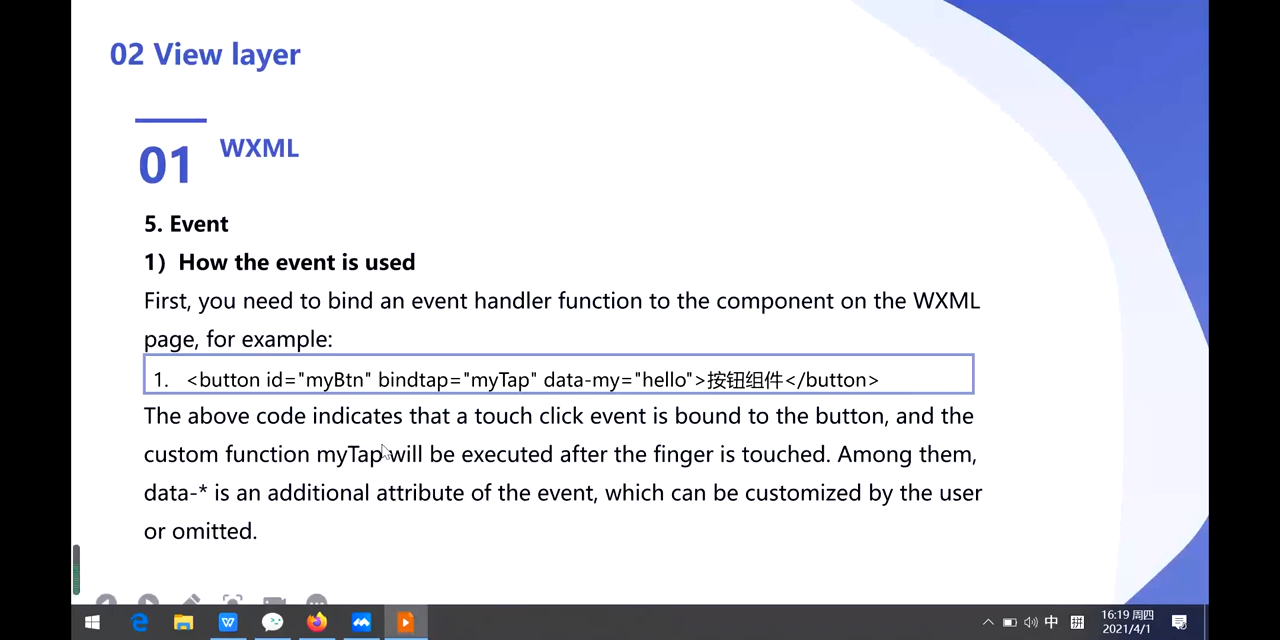 02 View layer
01 WXML
5. Event
1) How the event is used
First, you need to bind an event handler function to the component on the WXML
page, for example:
1. <button id="myBtn" bindtap="myTap" data-my="hello">按钮组件</button>
The above code indicates that a touch click event is bound to the button, and the
custom function myTap will be executed after the finger is touched. Among them,
data-* is an additional attribute of the event, which can be customized by the user
or omitted.
中 拼 16:19 周四
2021/4/1